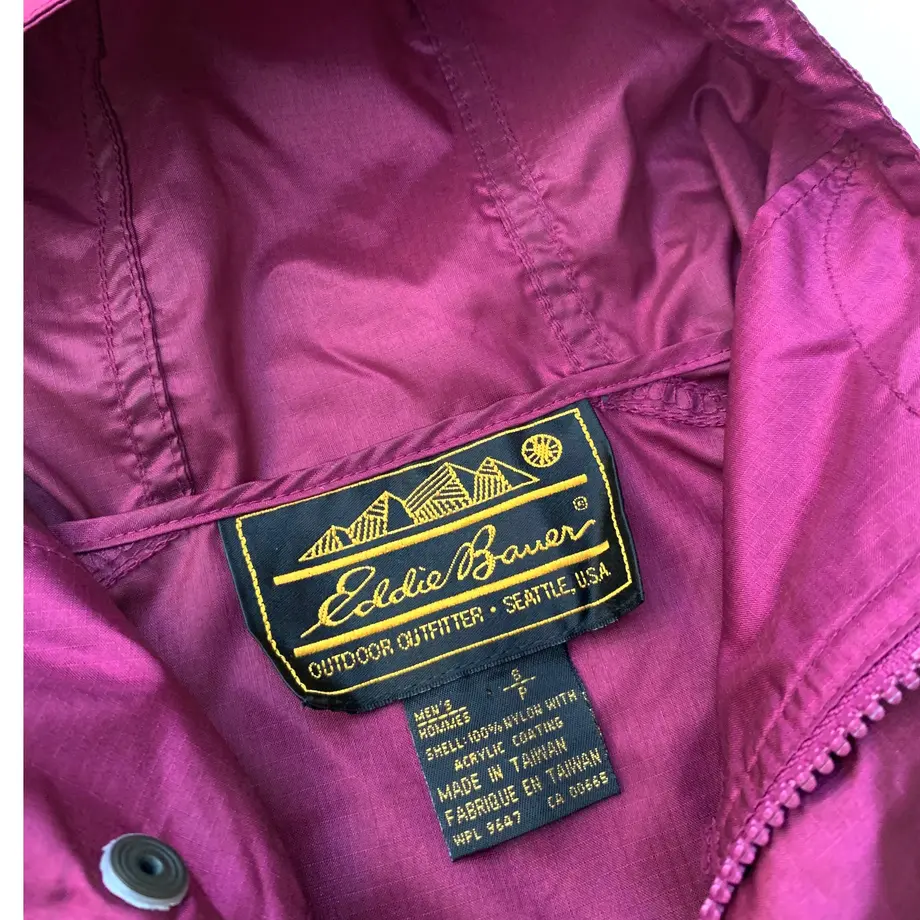 Eddie Bauer ®
OUTDOOR OUTFITTER • SEATTLE, U.S.A.
MEN'S
HOMMES
S
P
SHELL: 100% NYLON WITH
ACRYLIC COATING
MADE IN TAIWAN
FABRIQUE EN TAIWAN
WPL 9647 CA 00665